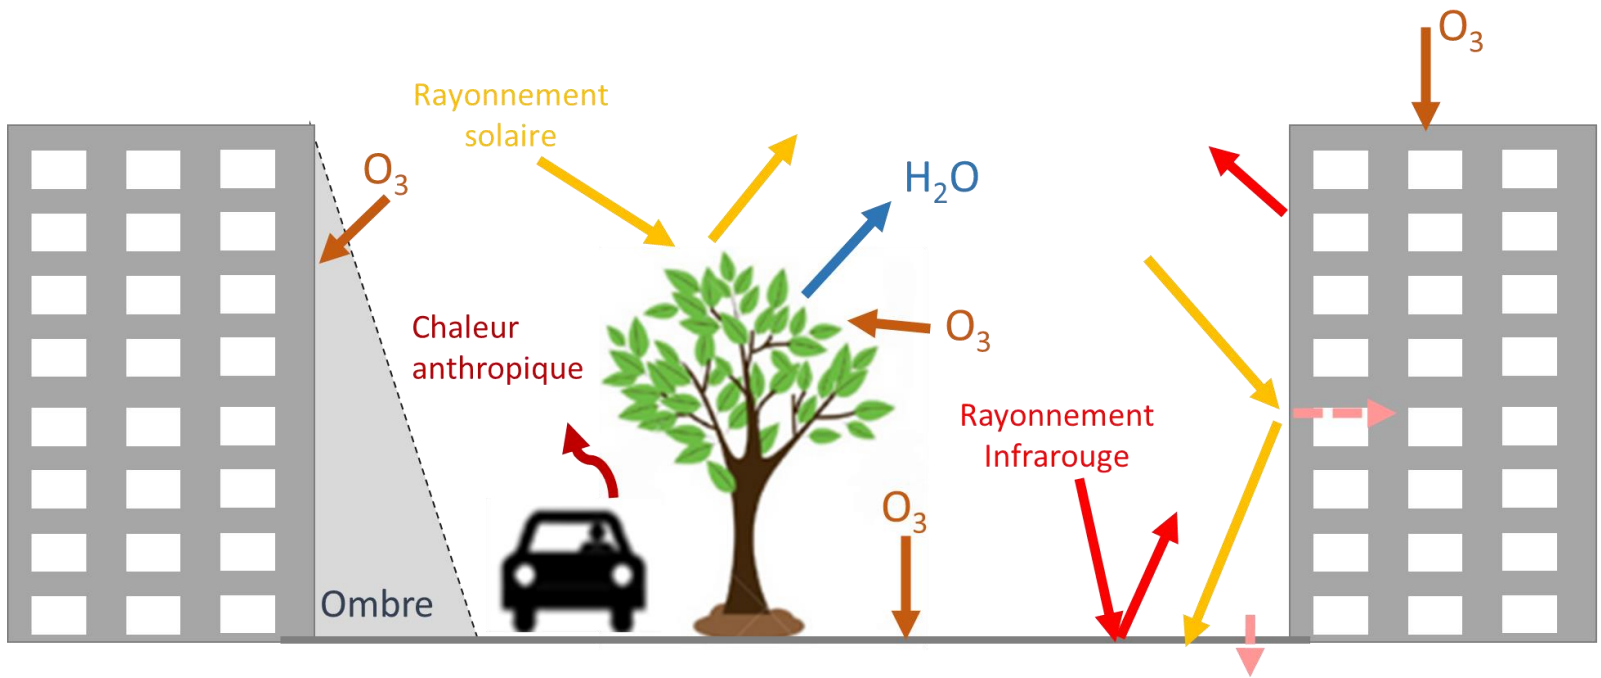 O₃
Rayonnement
solaire
O₃
H₂O
Chaleur
anthropique
O₃
Rayonnement
Infrarouge
O₃
Ombre